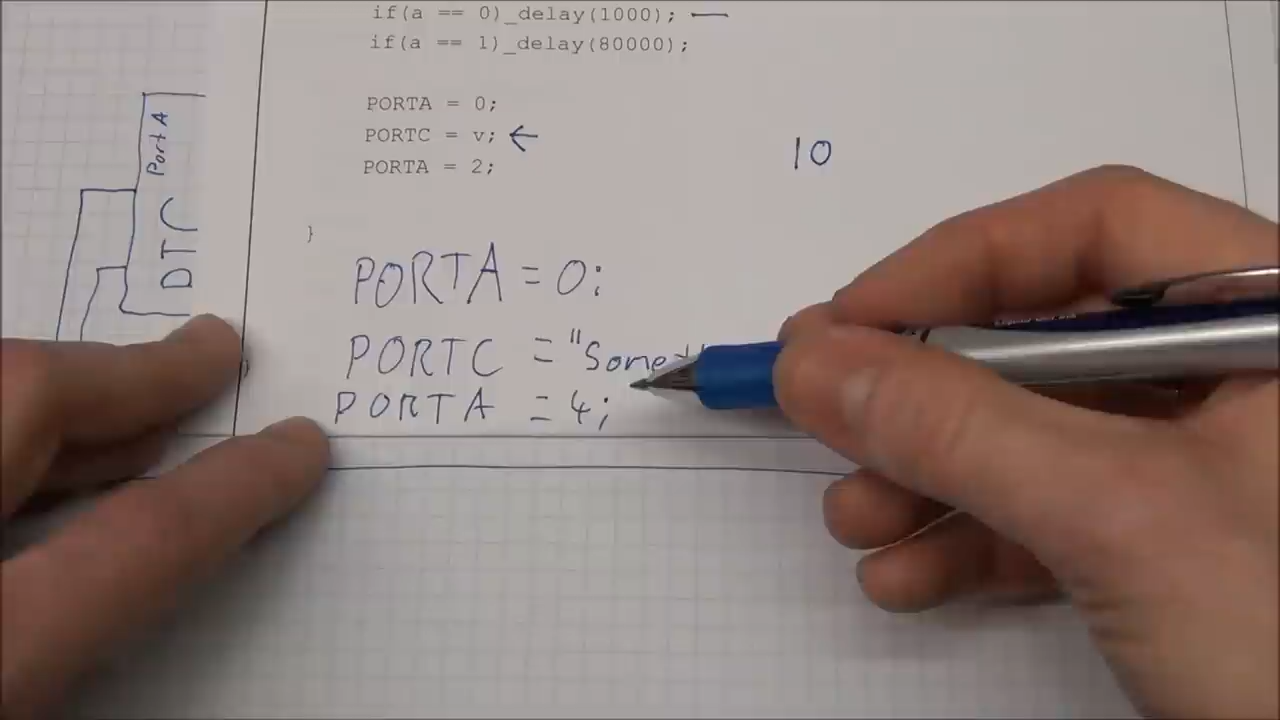 if(a == 0)_delay(1000);
if(a == 1)_delay(80000);
PORTA = 0;
PORTC = v; ←
PORTA = 2;
10
}
PORTA = 0;
PORTC = "Some
PORTA = 4;
}
Port A
DTC